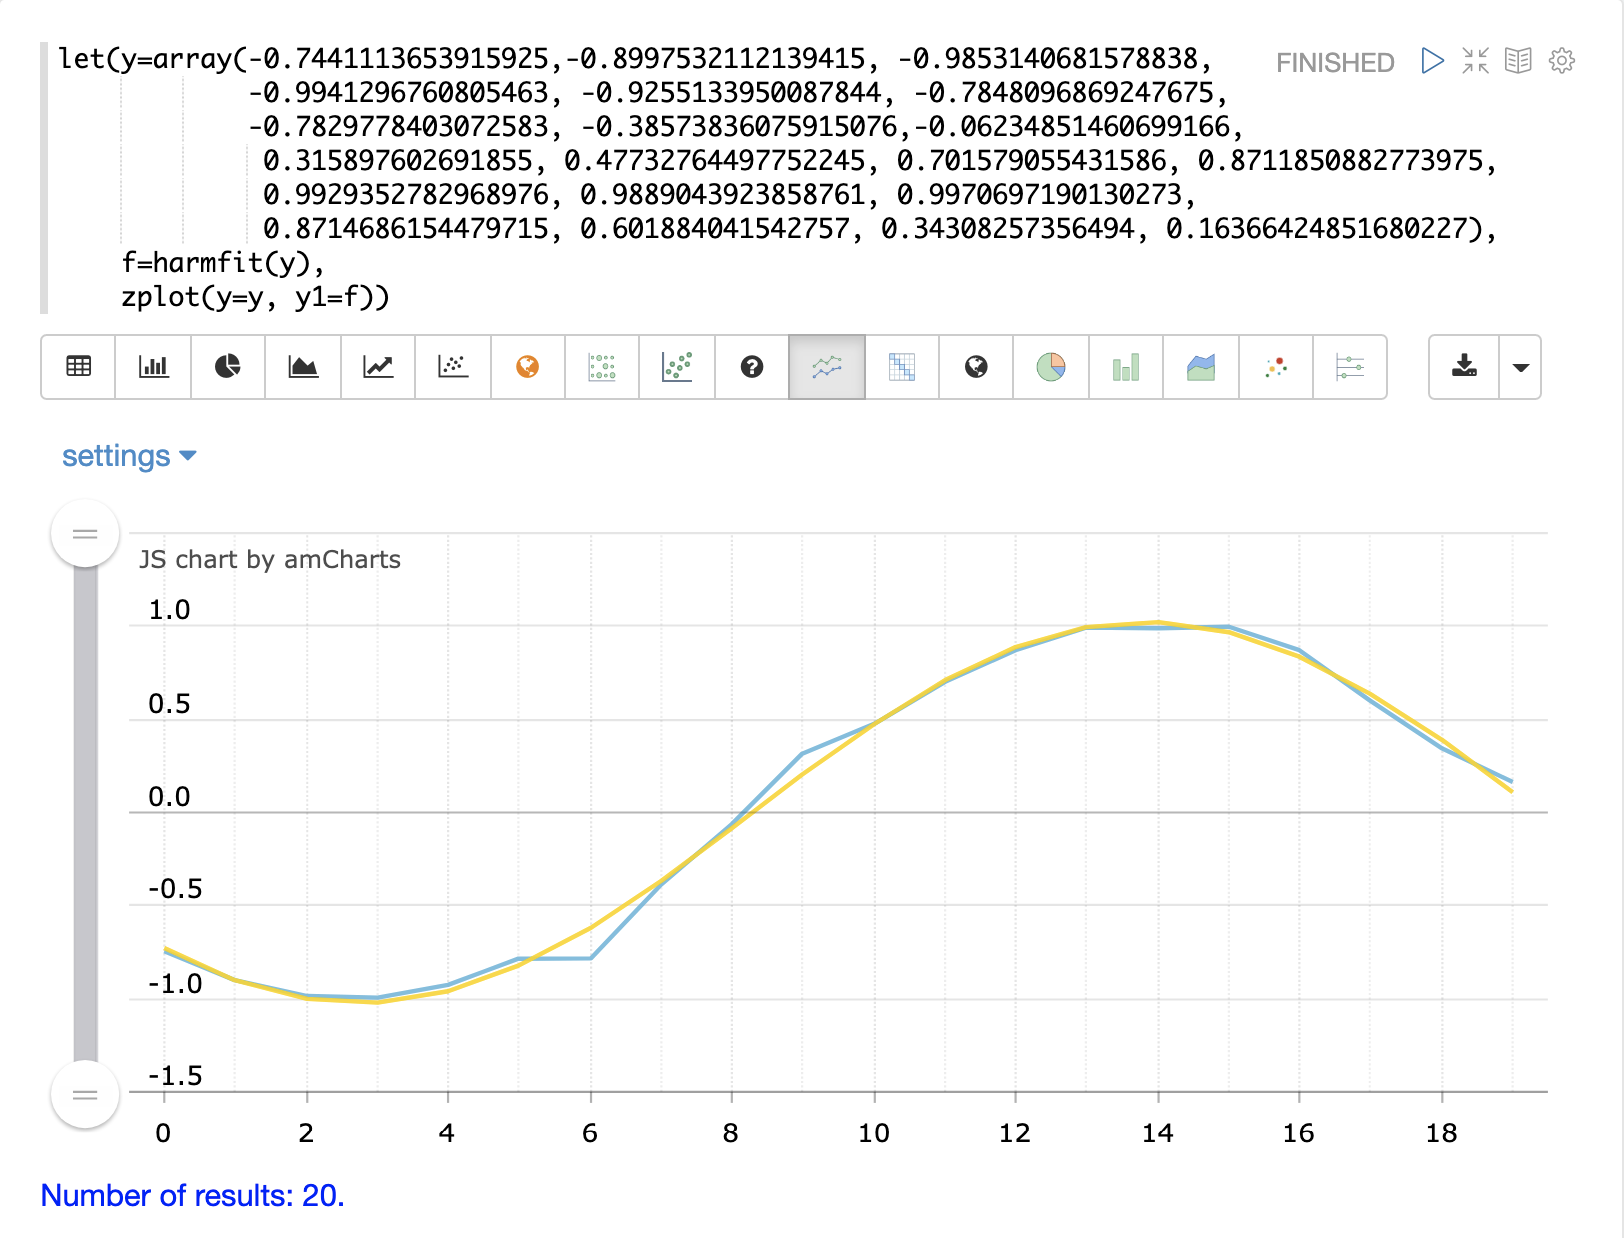 let(y=array(-0.7441113653915925,-0.8997532112139415, -0.9853140681578838,
FINISHED
-0.9941296760805463, -0.9255133950087844, -0.7848096869247675,
-0.7829778403072583, -0.38573836075915076,-0.06234851460699166,
0.315897602691855, 0.47732764497752245, 0.701579055431586, 0.8711850882773975,
0.9929352782968976, 0.9889043923858761, 0.9970697190130273,
0.8714686154479715, 0.601884041542757, 0.34308257356494, 0.16366424851680227),
f=harmfit(y),
zplot(y=y, y1=f))
settings
JS chart by amCharts
1.0
0.5
0.0
-0.5
-1.0
-1.5
0 2 4 6 8 10 12 14 16 18
Number of results: 20.